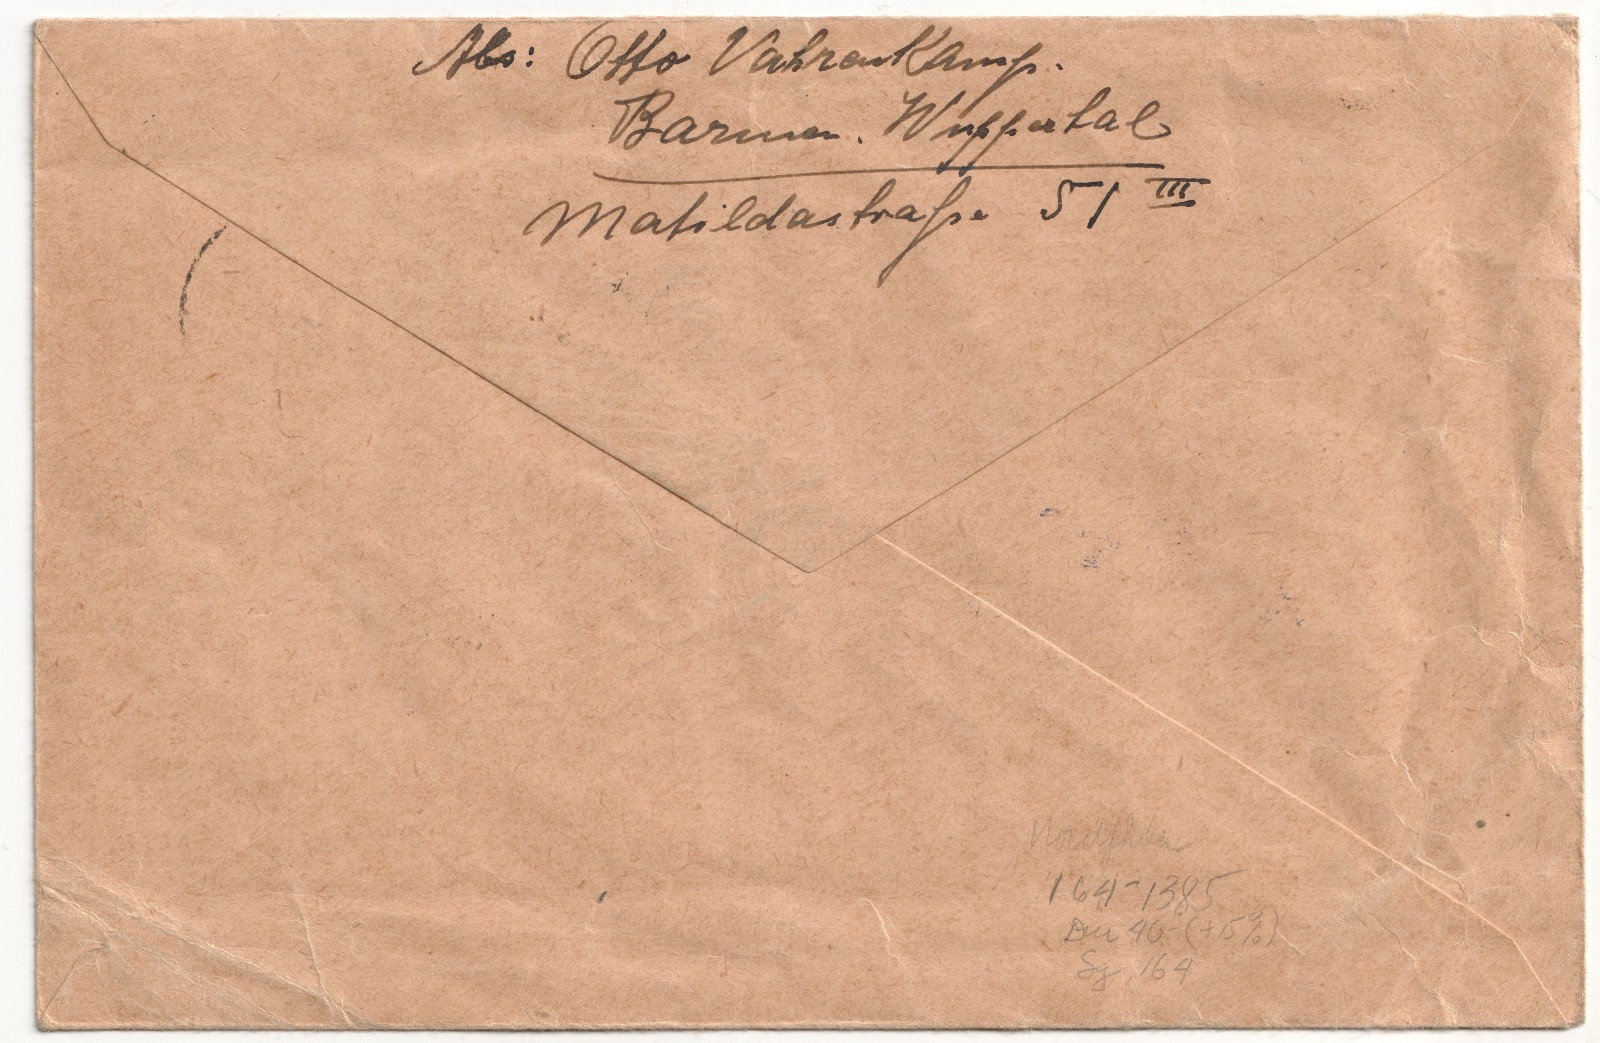 Abs: Otto Vahrenkamp.
Barmen. Wuppertal
Matildastraße 51 III
164-1385
DM 40 (+15%)
Sg 164